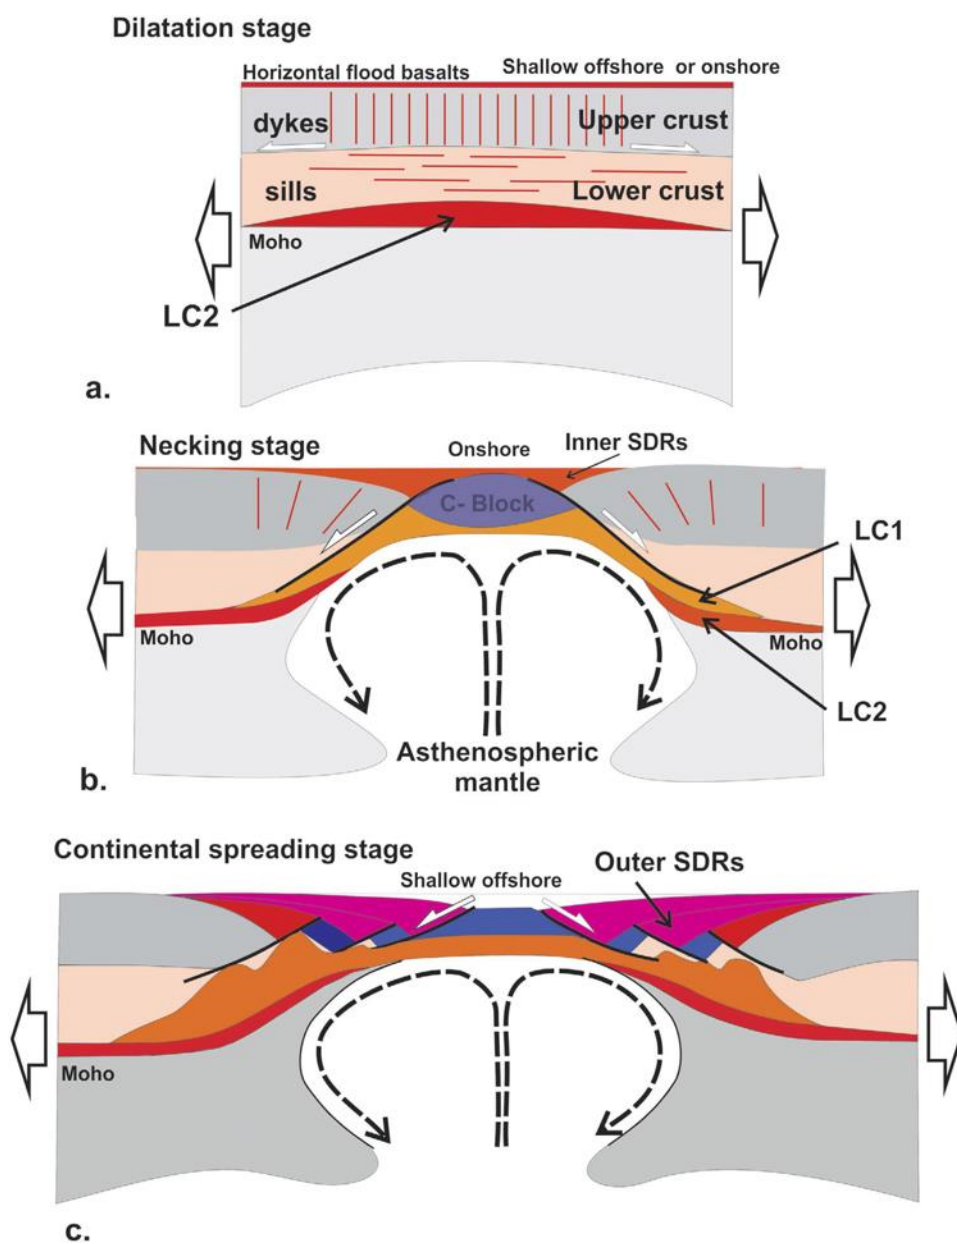 Dilatation stage
Horizontal flood basalts
Shallow offshore or onshore
dykes
Upper crust
sills
Lower crust
Moho
LC2
a.
Necking stage
Onshore
Inner SDRs
C- Block
LC1
Moho
Moho
LC2
Asthenospheric
mantle
b.
Continental spreading stage
Outer SDRs
Shallow offshore
Moho
c.